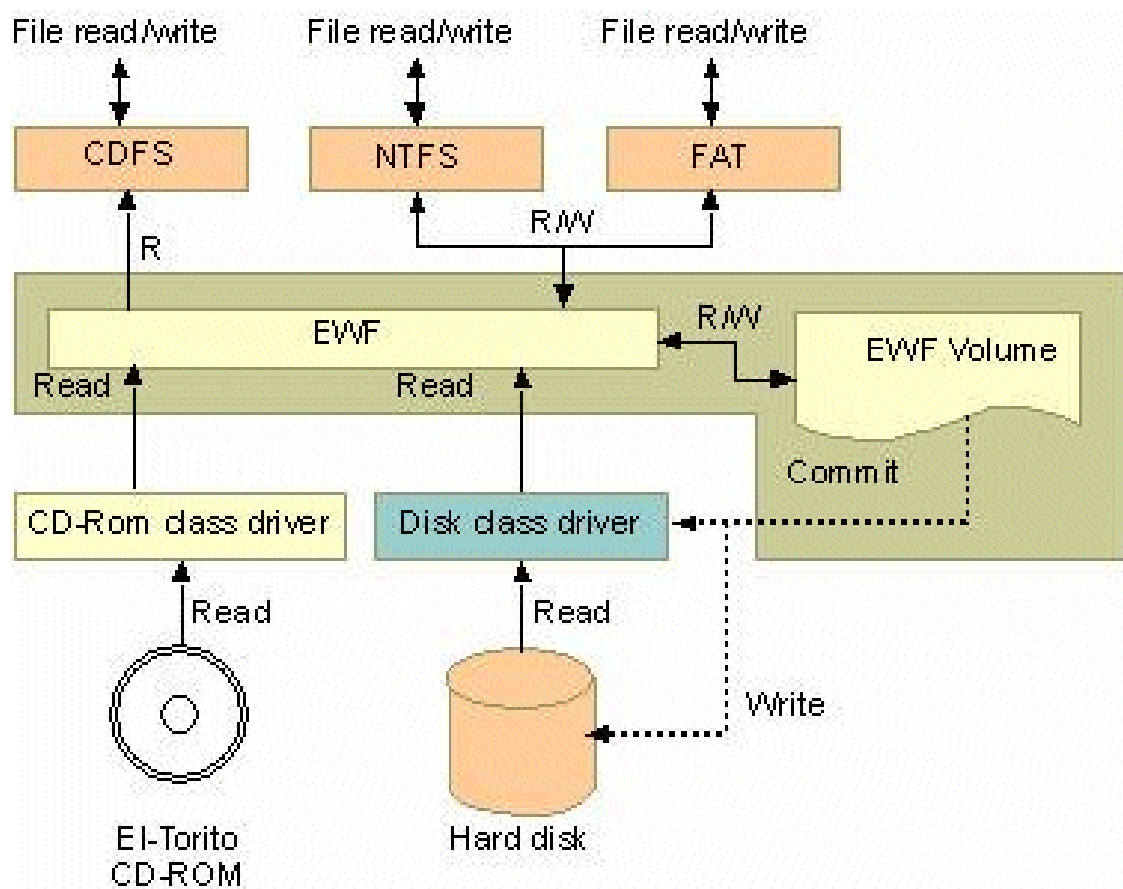 File read/write
File read/write
File read/write
CDFS
NTFS
FAT
R/W
R
EWF
R/W
EWF Volume
Read
Read
Commit
CD-Rom class driver
Disk class driver
Read
Read
Write
El-Torito
CD-ROM
Hard disk